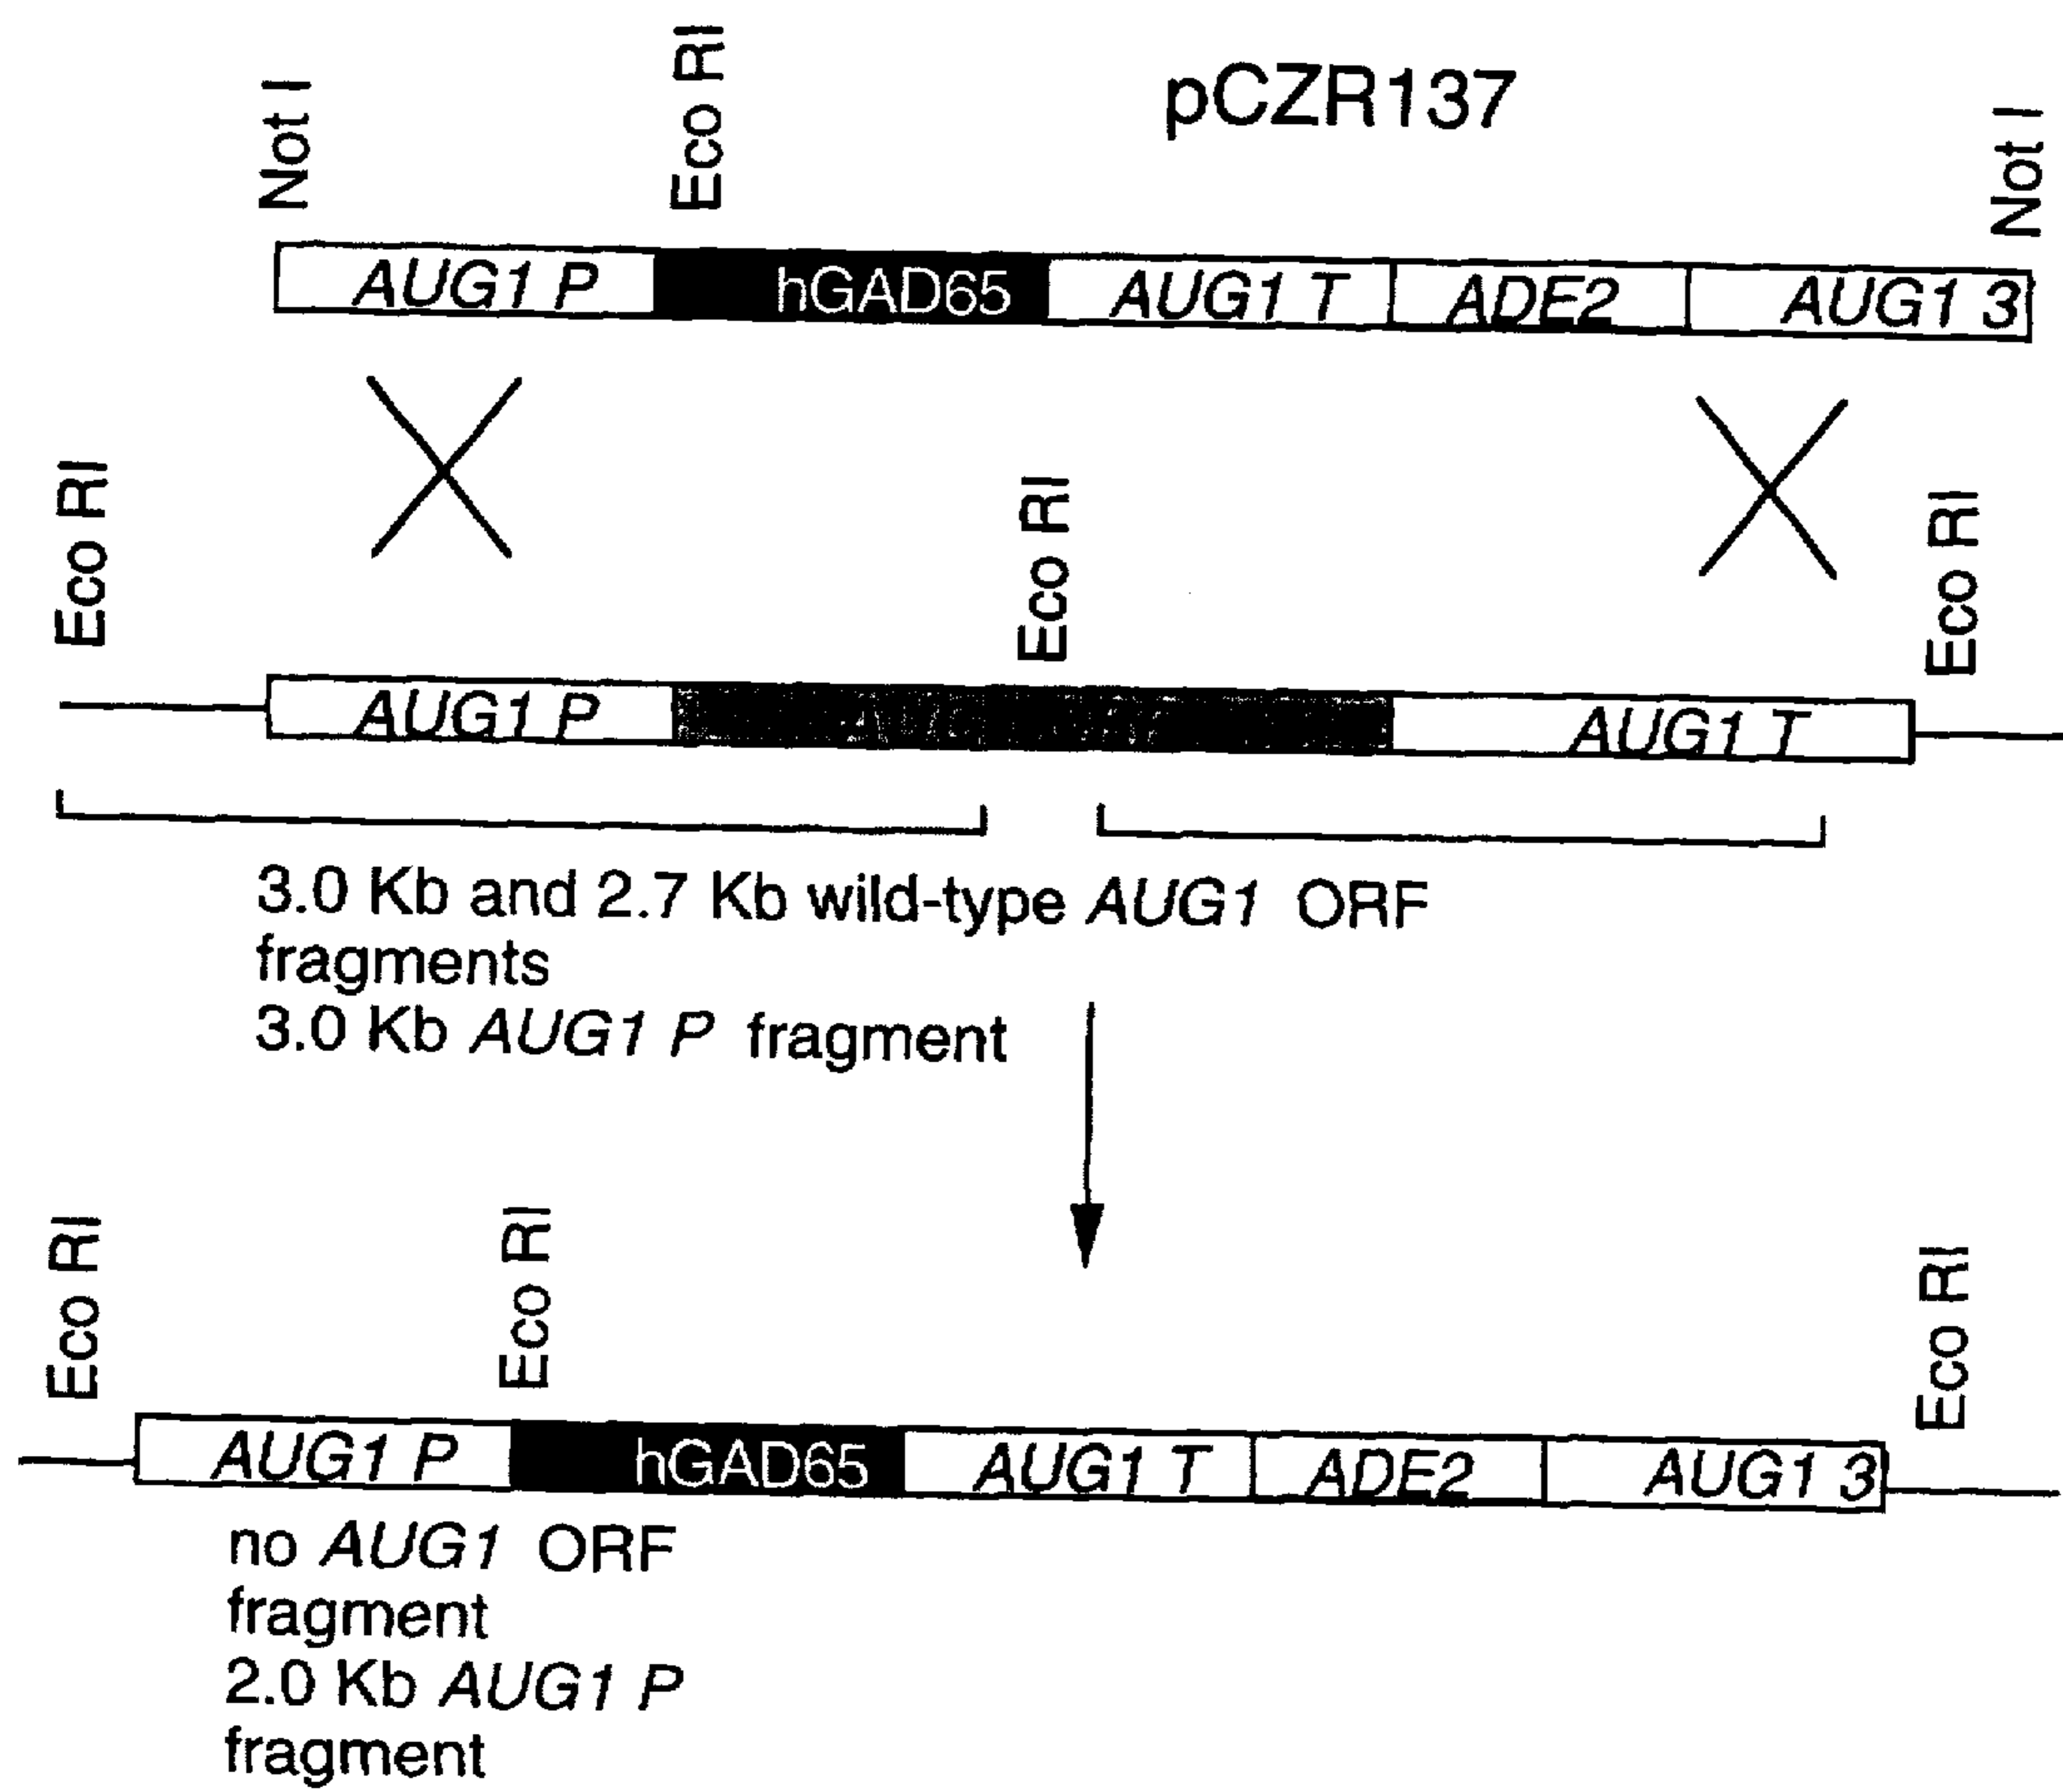 pCZR137
Not I
Eco RI
Not I
AUG1 P
hGAD65
AUG1 T
ADE2
AUG1 3
Eco RI
Eco RI
Eco RI
AUG1 P
AUG1 T
3.0 Kb and 2.7 Kb wild-type AUG1 ORF
fragments
3.0 Kb AUG1 P fragment
Eco RI
Eco RI
Eco RI
AUG1 P
hGAD65
AUG1 T
ADE2
AUG1 3
no AUG1 ORF
fragment
2.0 Kb AUG1 P
fragment